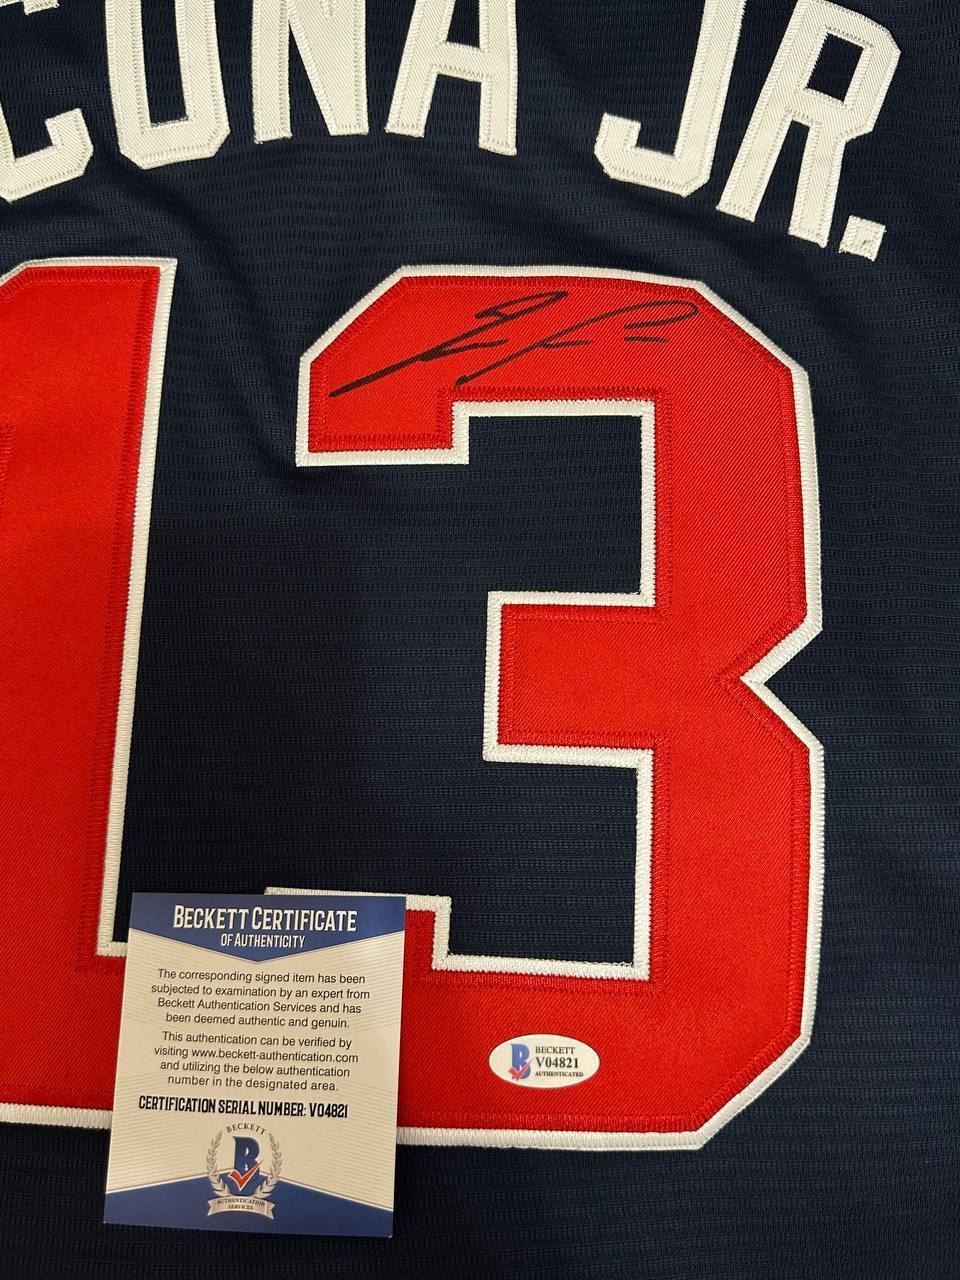 CUNA JR.
13
BECKETT CERTIFICATE
OF AUTHENTICITY
The corresponding signed item has been
subjected to examination by an expert from
Beckett Authentication Services and has
been deemed authentic and genuin.
This authentication can be verified by
visiting www.beckett-authentication.com
and utilizing the below authentication
number in the designated area.
CERTIFICATION SERIAL NUMBER: V04821
BECKETT
B
AUTHENTICATION
SERVICES
B
BECKETT
V04821
AUTHENTICATED